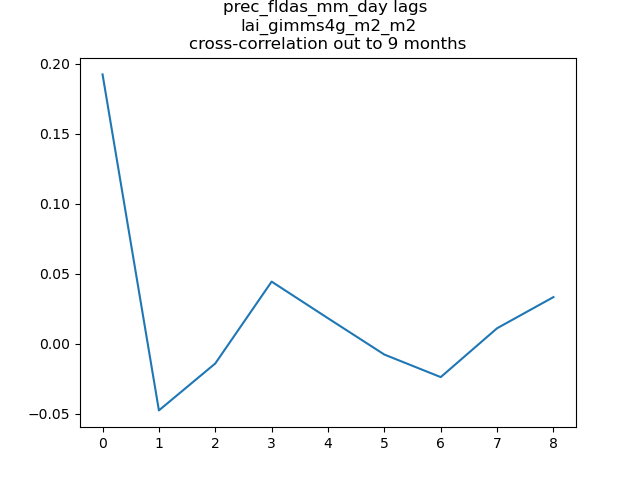 prec_fldas_mm_day lags
lai_gimms4g_m2_m2
cross-correlation out to 9 months
0.20
0.15
0.10
0.05
0.00
−0.05
0 1 2 3 4 5 6 7 8